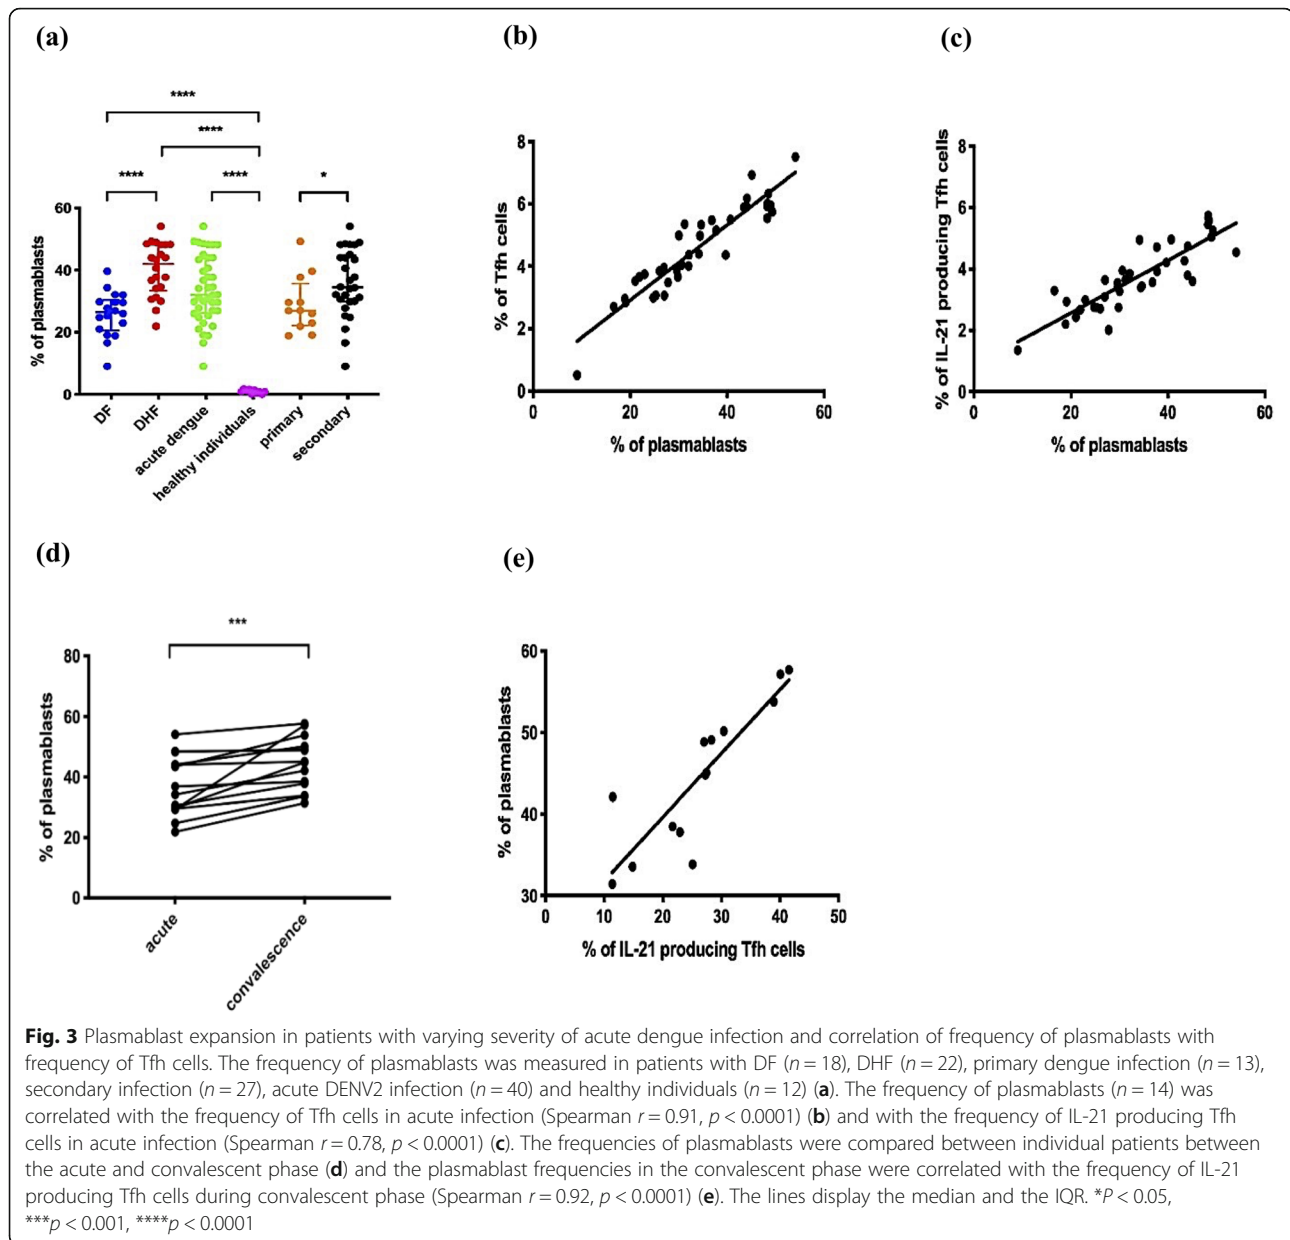 (a)
****
****
****
****
*
% of plasmablasts
60
40
20
0
DF
DHF
acute dengue
healthy individuals
primary
secondary
(b)
% of Tfh cells
8
6
4
2
0
0 20 40 60
% of plasmablasts
(c)
% of IL-21 producing Tfh cells
8
6
4
2
0
0 20 40 60
% of plasmablasts
(d)
***
% of plasmablasts
80
60
40
20
0
acute
convalescence
(e)
% of plasmablasts
60
50
40
30
0 10 20 30 40 50
% of IL-21 producing Tfh cells
Fig. 3 Plasmablast expansion in patients with varying severity of acute dengue infection and correlation of frequency of plasmablasts with
frequency of Tfh cells. The frequency of plasmablasts was measured in patients with DF (n = 18), DHF (n = 22), primary dengue infection (n = 13),
secondary infection (n = 27), acute DENV2 infection (n = 40) and healthy individuals (n = 12) (a). The frequency of plasmablasts (n = 14) was
correlated with the frequency of Tfh cells in acute infection (Spearman r = 0.91, p < 0.0001) (b) and with the frequency of IL-21 producing Tfh
cells in acute infection (Spearman r = 0.78, p < 0.0001) (c). The frequencies of plasmablasts were compared between individual patients between
the acute and convalescent phase (d) and the plasmablast frequencies in the convalescent phase were correlated with the frequency of IL-21
producing Tfh cells during convalescent phase (Spearman r = 0.92, p < 0.0001) (e). The lines display the median and the IQR. *P < 0.05,
***p < 0.001, ****p < 0.0001